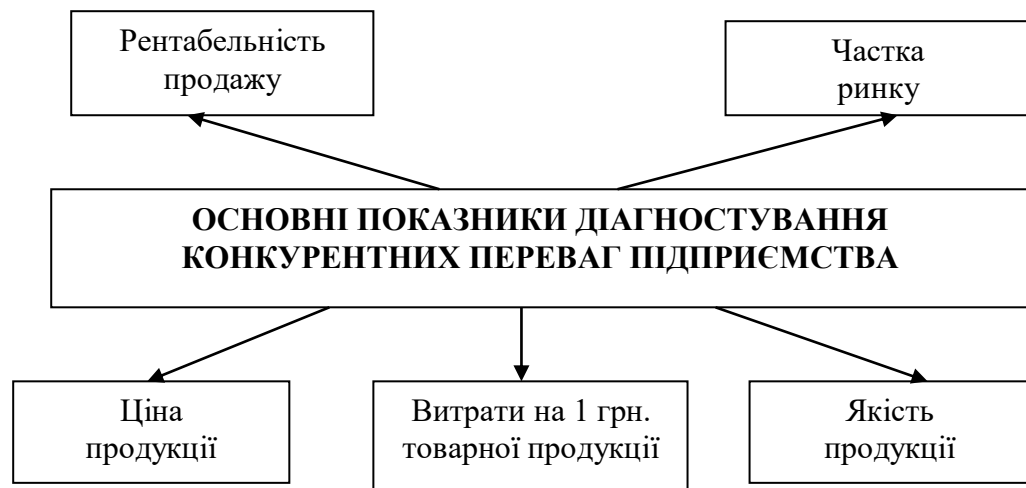 Рентабельність
продажу
Частка
ринку
ОСНОВНІ ПОКАЗНИКИ ДІАГНОСТУВАННЯ
КОНКУРЕНТНИХ ПЕРЕВАГ ПІДПРИЄМСТВА
Ціна
продукції
Витрати на 1 грн.
товарної продукції
Якість
продукції